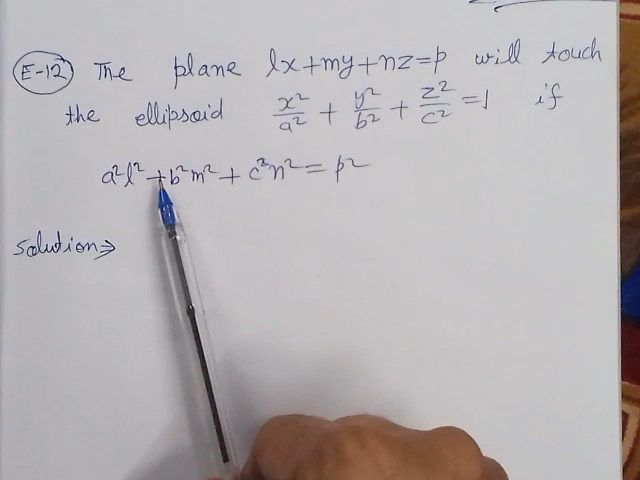 E-12 The plane lx+my+nz=p will touch
the ellipsoid x²/a² + y²/b² + z²/c² = 1 if
a²l²+b²m²+c²n²=p²
Solution⇒